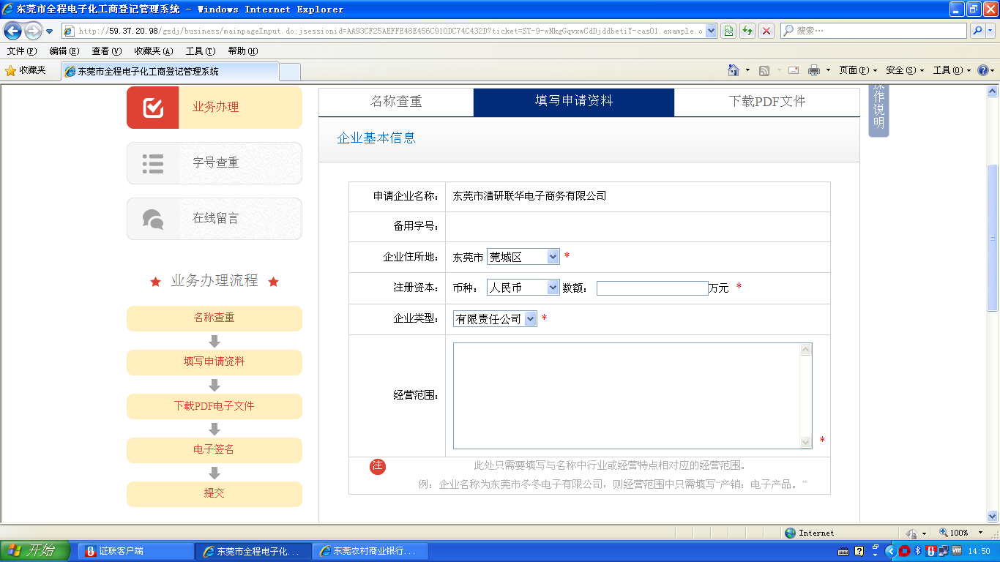 东莞市全程电子化工商登记管理系统 - Windows Internet Explorer
http://59.37.20.98/gsdj/business/mainpageInput.do;jsessionid=AA93CF25AEFFE48E456C910DC74C432D?ticket=ST-9-wNkgGqvxwCdDjddbetiY-cas01.example.o
搜索…
文件(F) 编辑(E) 查看(V) 收藏夹(A) 工具(T) 帮助(H)
收藏夹 东莞市全程电子化工商登记管理系统 页面(P) 安全(S) 工具(O)
业务办理
字号查重
在线留言
★ 业务办理流程 ★
名称查重
填写申请资料
下载PDF电子文件
电子签名
提交
名称查重 填写申请资料 下载PDF文件
操作说明
企业基本信息
申请企业名称： 东莞市清研联华电子商务有限公司
备用字号：
企业住所地： 东莞市 莞城区 *
注册资本： 币种： 人民币 数额： 万元 *
企业类型： 有限责任公司 *
经营范围： *
注 此处只需要填写与名称中行业或经营特点相对应的经营范围。
例：企业名称为东莞市冬冬电子有限公司，则经营范围中只需填写“产销：电子产品。”
Internet 100%
开始 证联客户端 东莞市全程电子化... 东莞农村商业银行... 14:50